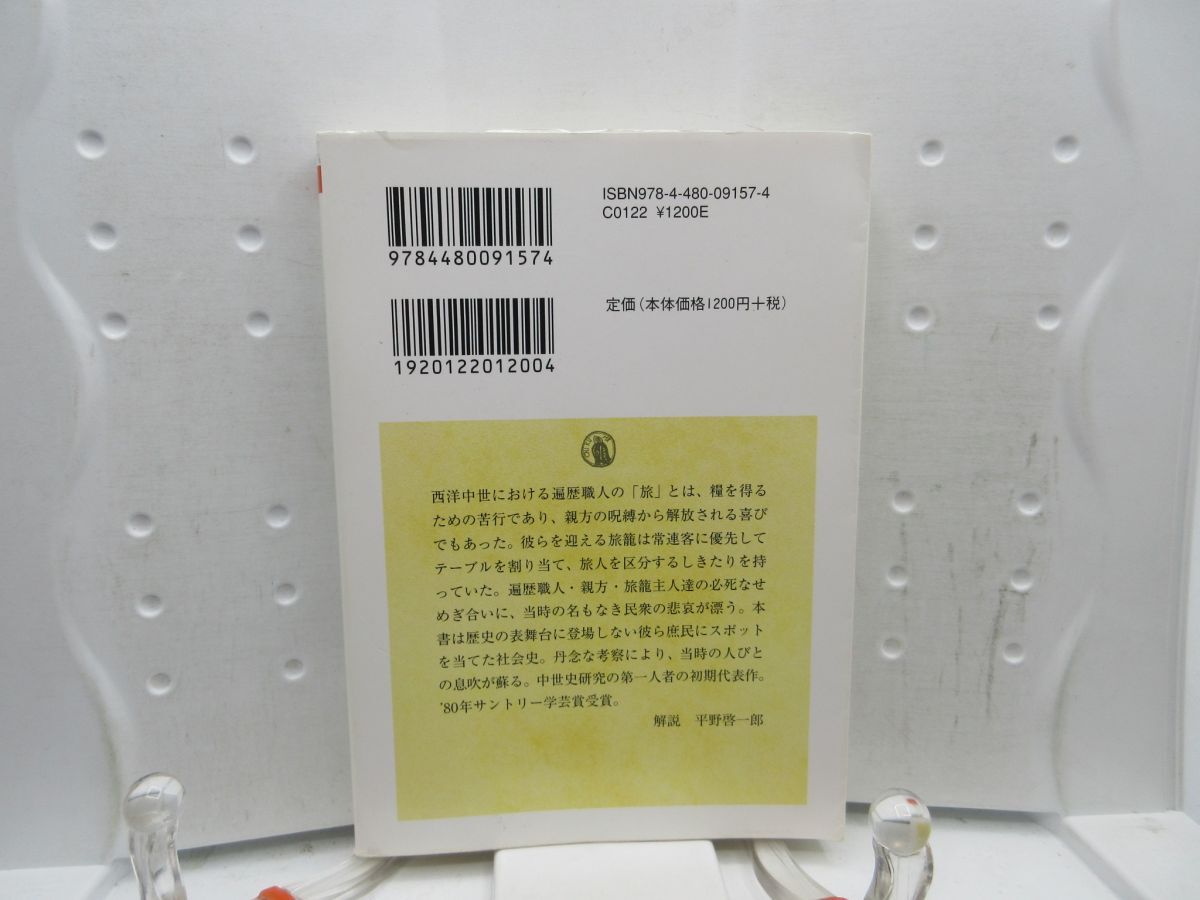 ISBN978-4-480-09157-4
C0122 ¥1200E
9784480091574
定価(本体価格1200円+税)
1920122012004
西洋中世における遍歴職人の「旅」とは、糧を得る
ための苦行であり、親方の呪縛から解放される喜び
でもあった。彼らを迎える旅籠は常連客に優先して
テーブルを割り当て、旅人を区分するしきたりを持
っていた。遍歴職人・親方・旅籠主人達の必死なせ
めぎ合いに、当時の名もなき民衆の悲哀が漂う。本
書は歴史の表舞台に登場しない彼ら庶民にスポット
を当てた社会史。丹念な考察により、当時の人びと
の息吹が蘇る。中世史研究の第一人者の初期代表作。
'80年サントリー学芸賞受賞。
解説 平野啓一郎